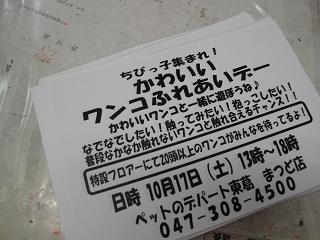 ちびっ子集まれ!
かわいい
ワンコふれあいデー
かわいいワンコと一緒に遊ぼうな♪
なでなでしたい!触ってみたい!抱っこしたい!
普段なかなか触れないワンコと触れ合えるチャンス!!
特設フロアーにて20頭以上のワンコがみんなを待ってるよ!
日時 10月17日(土)13時~18時
ペットのデパート東葛 まつど店
047-308-4500